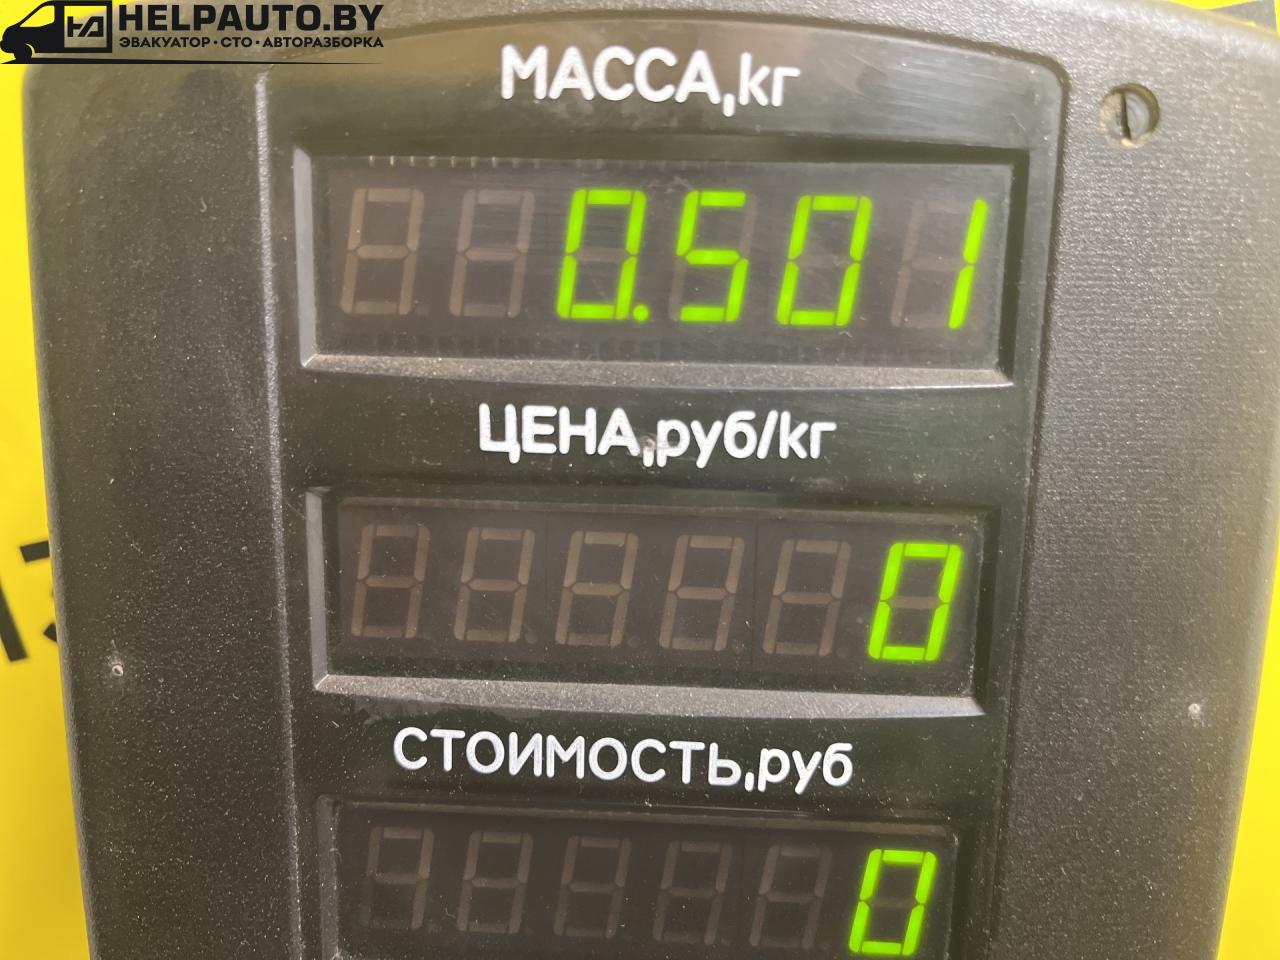 HELPAUTO.BY
ЭВАКУАТОР · СТО · АВТОРАЗБОРКА
МАССА,кг
0.501
ЦЕНА,руб/кг
0
СТОИМОСТЬ,руб
0